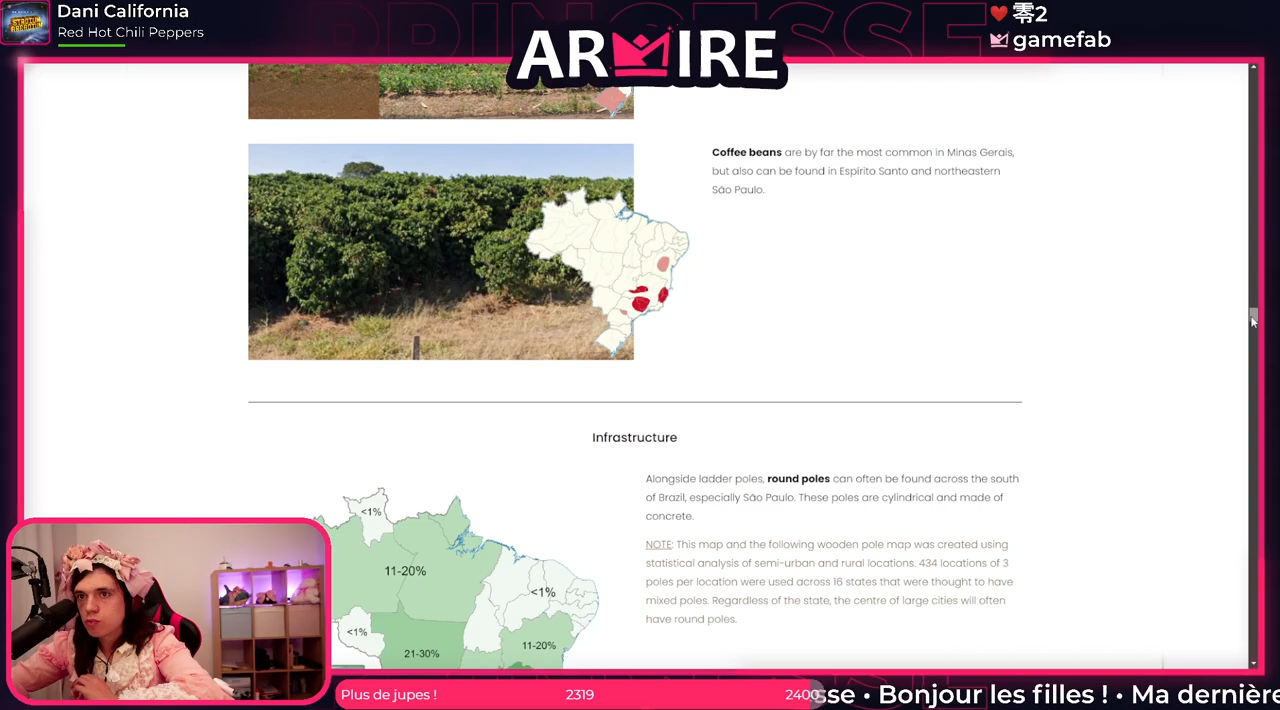 Dani California
Red Hot Chili Peppers
ARMIRE
零2
gamefab
Coffee beans are by far the most common in Minas Gerais,
but also can be found in Espírito Santo and northeastern
São Paulo.
Infrastructure
<1%
11-20%
<1%
<1%
21-30%
11-20%
Alongside ladder poles, round poles can often be found across the south
of Brazil, especially São Paulo. These poles are cylindrical and made of
concrete.
NOTE: This map and the following wooden pole map was created using
statistical analysis of semi-urban and rural locations. 434 locations of 3
poles per location were used across 16 states that were thought to have
mixed poles. Regardless of the state, the centre of large cities will often
have round poles.
Plus de jupes ! 2319 2400
sse • Bonjour les filles ! • Ma dernière